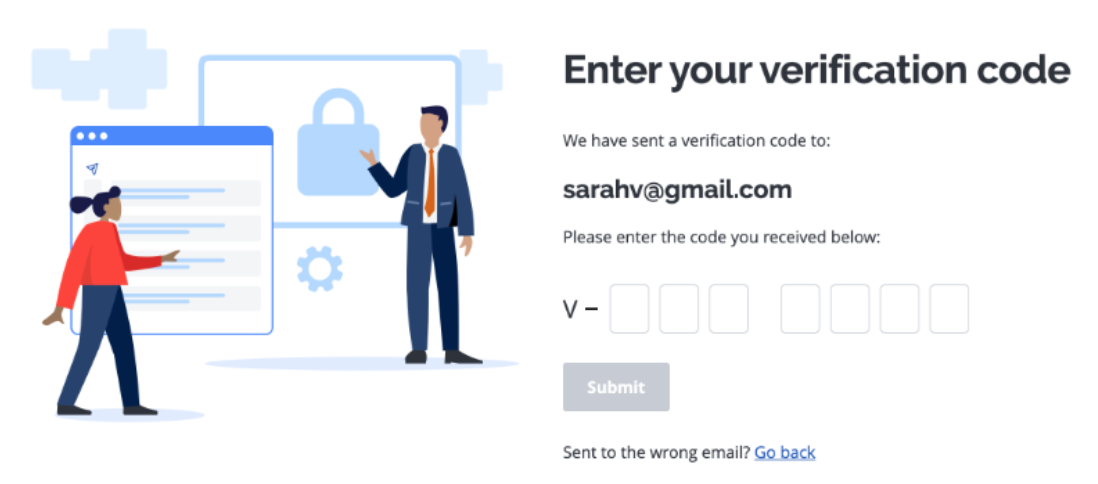 Enter your verification code
We have sent a verification code to:
sarahv@gmail.com
Please enter the code you received below:
V –
Submit
Sent to the wrong email? Go back